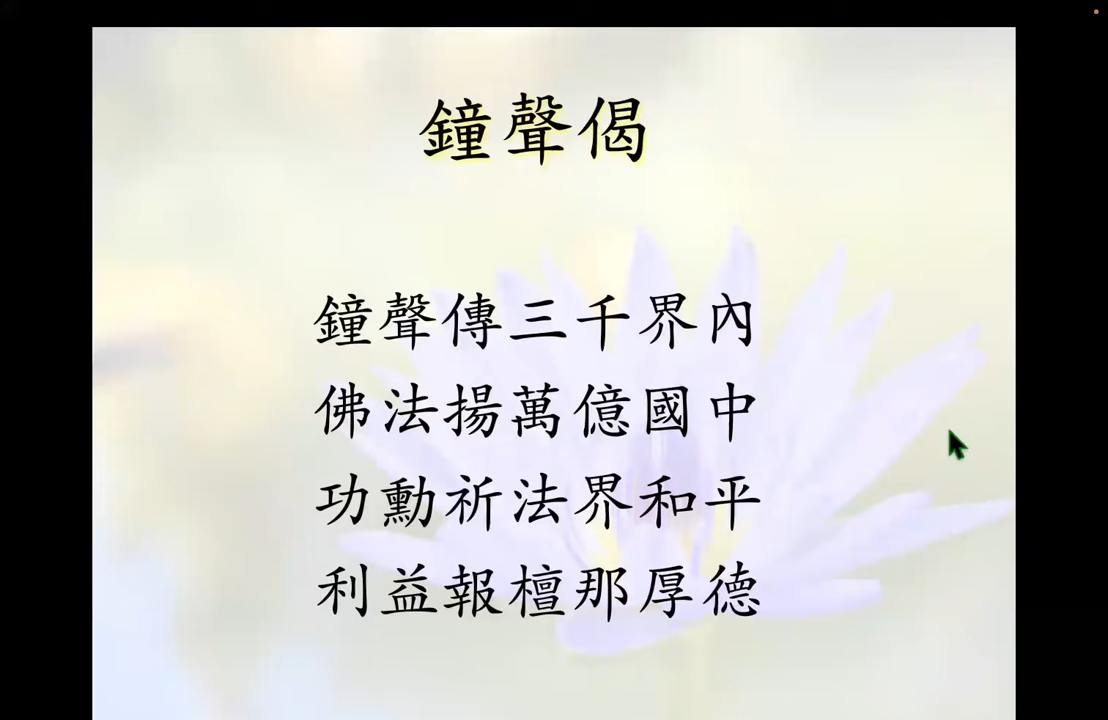 鐘聲偈
鐘聲傳三千界內
佛法揚萬億國中
功勳祈法界和平
利益報檀那厚德